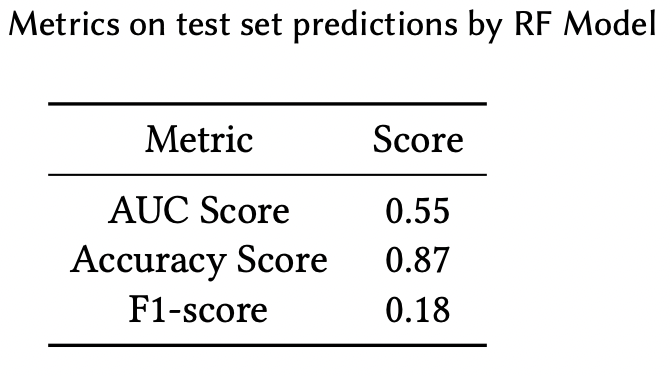 Metrics on test set predictions by RF Model
Metric Score
AUC Score 0.55
Accuracy Score 0.87
F1-score 0.18